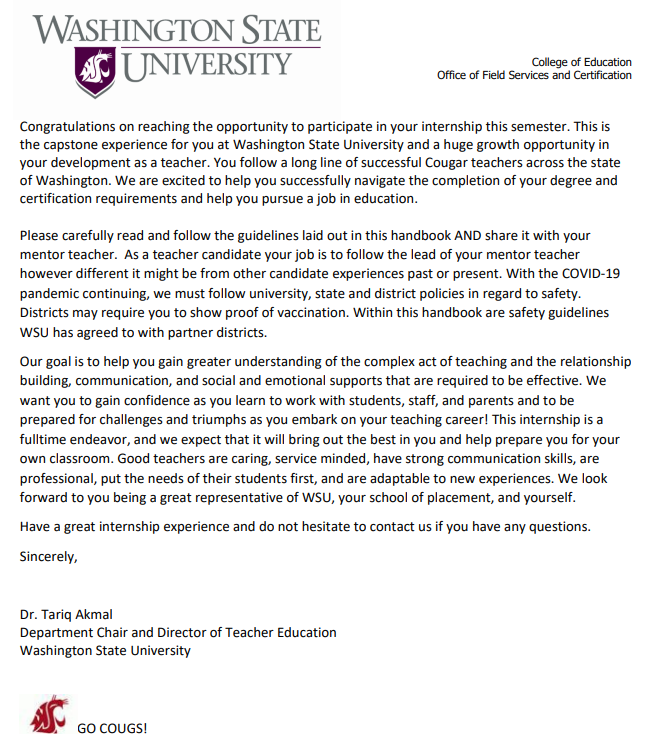 WASHINGTON STATE
UNIVERSITY
College of Education
Office of Field Services and Certification
Congratulations on reaching the opportunity to participate in your internship this semester. This is
the capstone experience for you at Washington State University and a huge growth opportunity in
your development as a teacher. You follow a long line of successful Cougar teachers across the state
of Washington. We are excited to help you successfully navigate the completion of your degree and
certification requirements and help you pursue a job in education.
Please carefully read and follow the guidelines laid out in this handbook AND share it with your
mentor teacher.  As a teacher candidate your job is to follow the lead of your mentor teacher
however different it might be from other candidate experiences past or present. With the COVID-19
pandemic continuing, we must follow university, state and district policies in regard to safety.
Districts may require you to show proof of vaccination. Within this handbook are safety guidelines
WSU has agreed to with partner districts.
Our goal is to help you gain greater understanding of the complex act of teaching and the relationship
building, communication, and social and emotional supports that are required to be effective. We
want you to gain confidence as you learn to work with students, staff, and parents and to be
prepared for challenges and triumphs as you embark on your teaching career! This internship is a
fulltime endeavor, and we expect that it will bring out the best in you and help prepare you for your
own classroom. Good teachers are caring, service minded, have strong communication skills, are
professional, put the needs of their students first, and are adaptable to new experiences. We look
forward to you being a great representative of WSU, your school of placement, and yourself.
Have a great internship experience and do not hesitate to contact us if you have any questions.
Sincerely,
Dr. Tariq Akmal
Department Chair and Director of Teacher Education
Washington State University
GO COUGS!